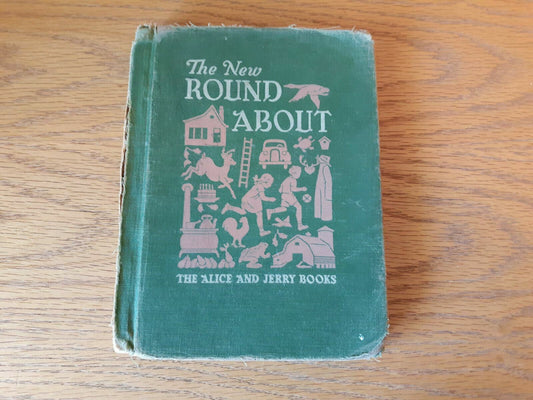 The New
ROUND
ABOUT
THE ALICE AND JERRY BOOKS